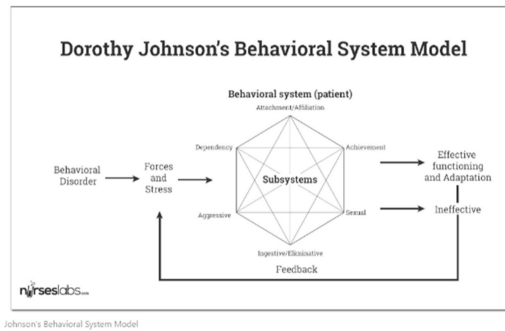 Dorothy Johnson's Behavioral System Model
Behavioral system (patient)
Attachment/Affiliation
Dependency
Achievement
Behavioral
Disorder
Forces
and
Stress
Subsystems
Effective
functioning
and Adaptation
Aggressive
Sexual
Ineffective
Ingestive/Eliminative
Feedback
nurseslabs.com
Johnson's Behavioral System Model